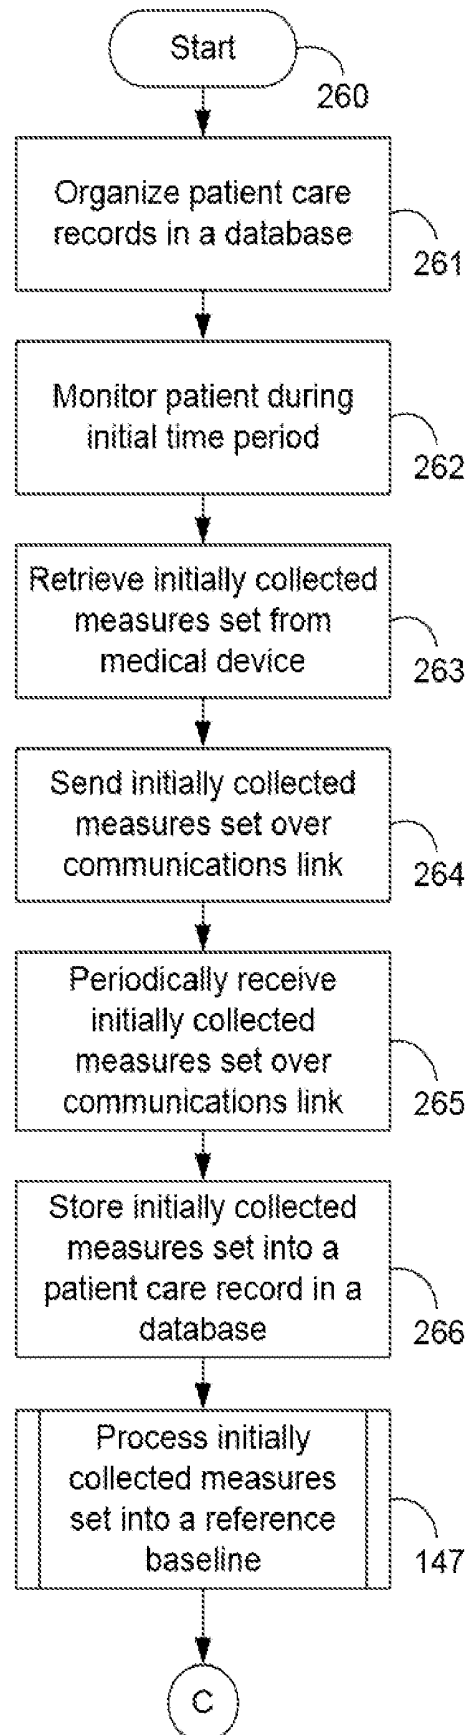 Start
260
Organize patient care
records in a database
261
Monitor patient during
initial time period
262
Retrieve initially collected
measures set from
medical device
263
Send initially collected
measures set over
communications link
264
Periodically receive
initially collected
measures set over
communications link
265
Store initially collected
measures set into a
patient care record in a
database
266
Process initially
collected measures
set into a reference
baseline
147
C